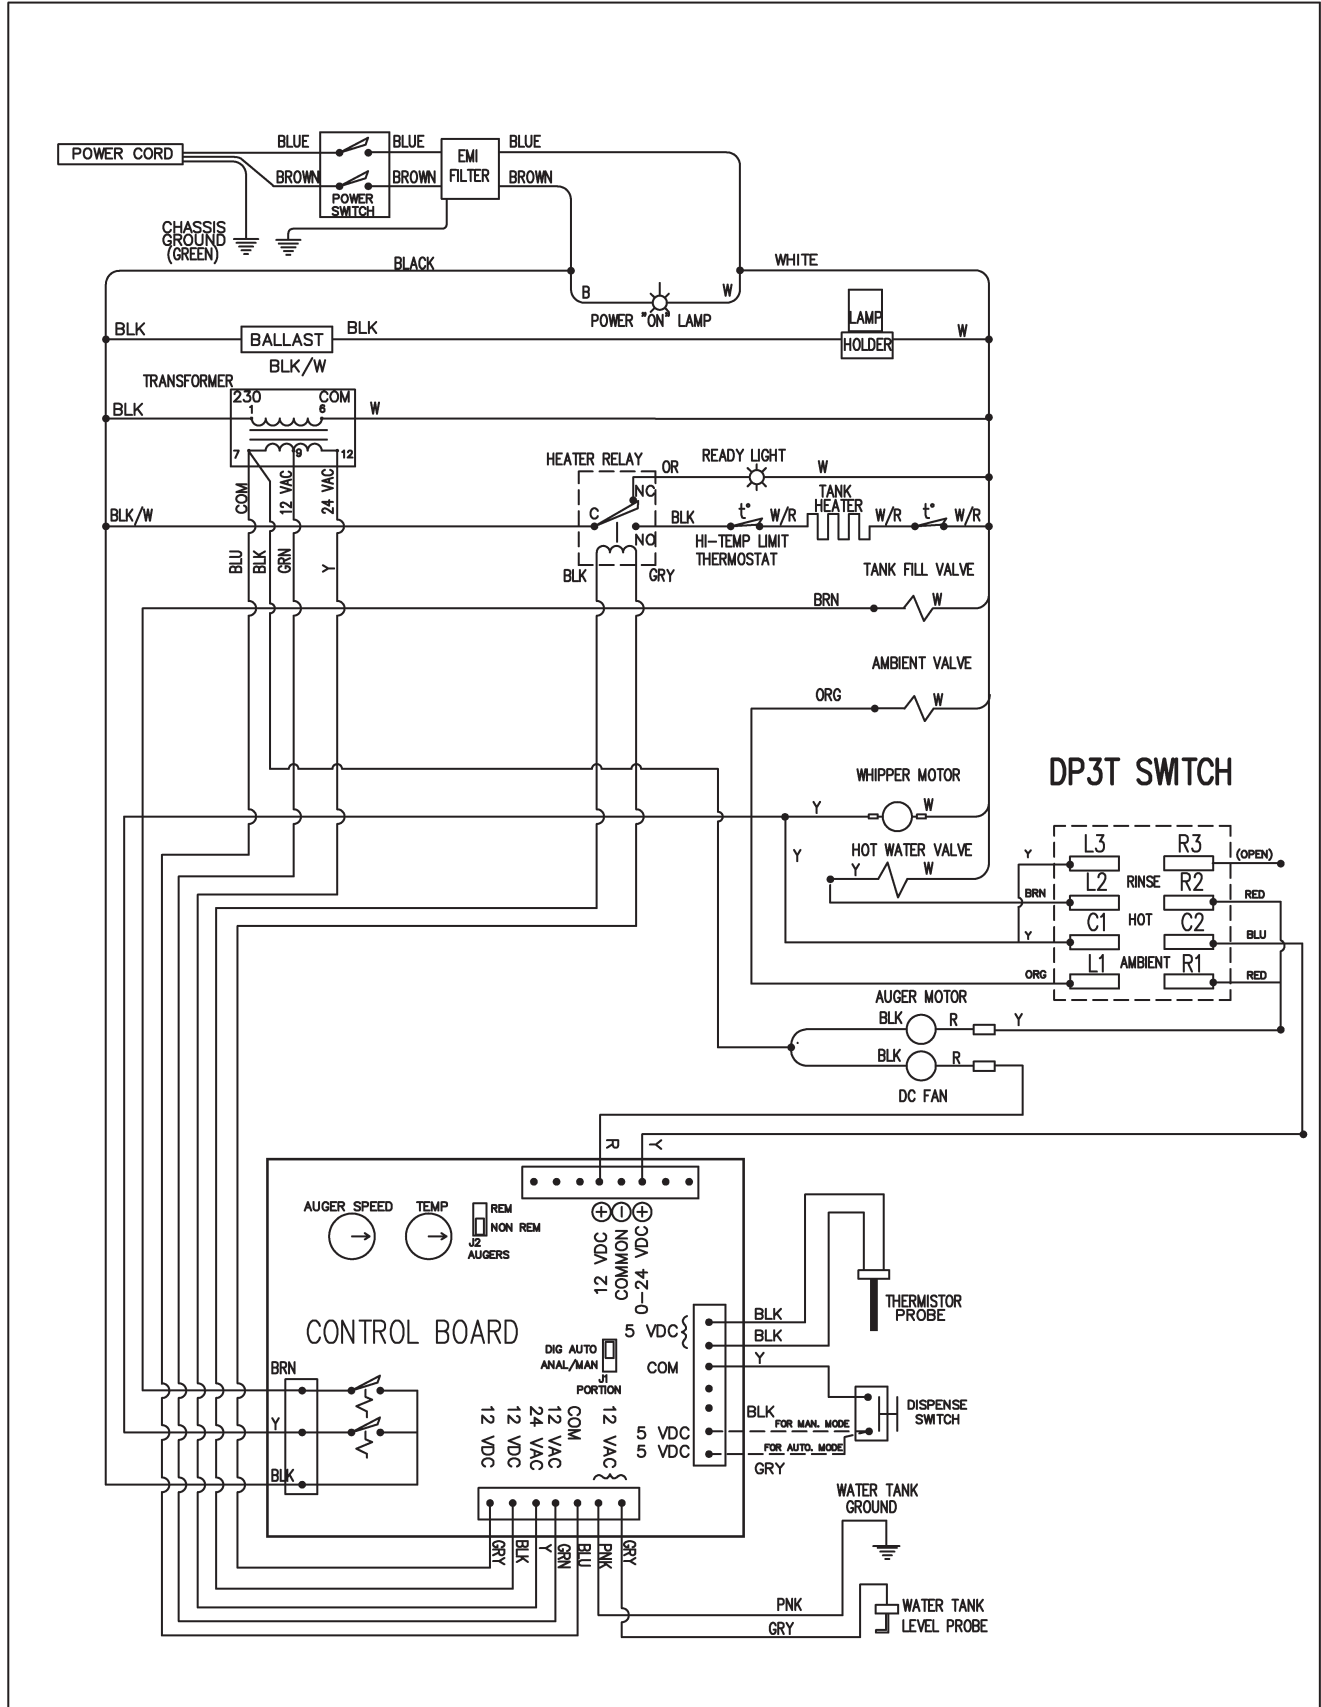 BLUE
BLUE
BLUE
POWER CORD
EMI
FILTER
BROWN
BROWN
BROWN
POWER
SWITCH
CHASSIS
GROUND
(GREEN)
BLACK
WHITE
B
W
POWER "ON" LAMP
LAMP
HOLDER
BLK
BALLAST
BLK
W
BLK/W
TRANSFORMER
230
COM
1
6
BLK
W
7
9
12
COM
12 VAC
24 VAC
HEATER RELAY
OR
READY LIGHT
W
NC
C
NO
TANK
HEATER
BLK/W
BLK
t°
W/R
W/R
t°
W/R
HI-TEMP LIMIT
THERMOSTAT
BLU
BLK
GRN
Y
BLK
GRY
TANK FILL VALVE
BRN
W
AMBIENT VALVE
ORG
W
DP3T SWITCH
WHIPPER MOTOR
Y
W
HOT WATER VALVE
Y
Y
W
Y
L3
R3
(OPEN)
L2
RINSE
R2
BRN
RED
C1
HOT
C2
Y
BLU
L1
AMBIENT
R1
ORG
RED
AUGER MOTOR
BLK
R
Y
BLK
R
DC FAN
R
Y
AUGER SPEED
TEMP
REM
NON REM
J2
AUGERS
12 VDC
COMMON
0-24 VDC
THERMISTOR
PROBE
CONTROL BOARD
5 VDC
BLK
BLK
DIG AUTO
ANAL/MAN
J1
PORTION
COM
Y
BRN
Y
BLK
12 VDC
12 VDC
24 VAC
12 VAC
COM
12 VAC
5 VDC
5 VDC
BLK
FOR MAN. MODE
FOR AUTO. MODE
GRY
DISPENSE
SWITCH
WATER TANK
GROUND
GRY
BLK
Y
GRN
BLU
PNK
GRY
PNK
GRY
WATER TANK
LEVEL PROBE